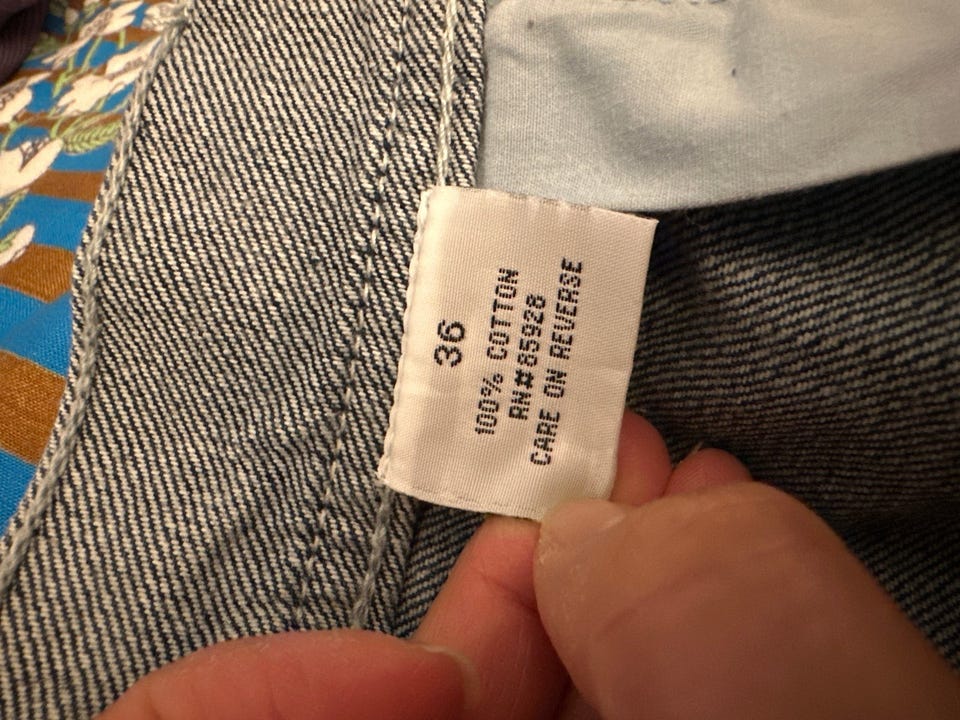 36
100% COTTON
RN#85928
CARE ON REVERSE